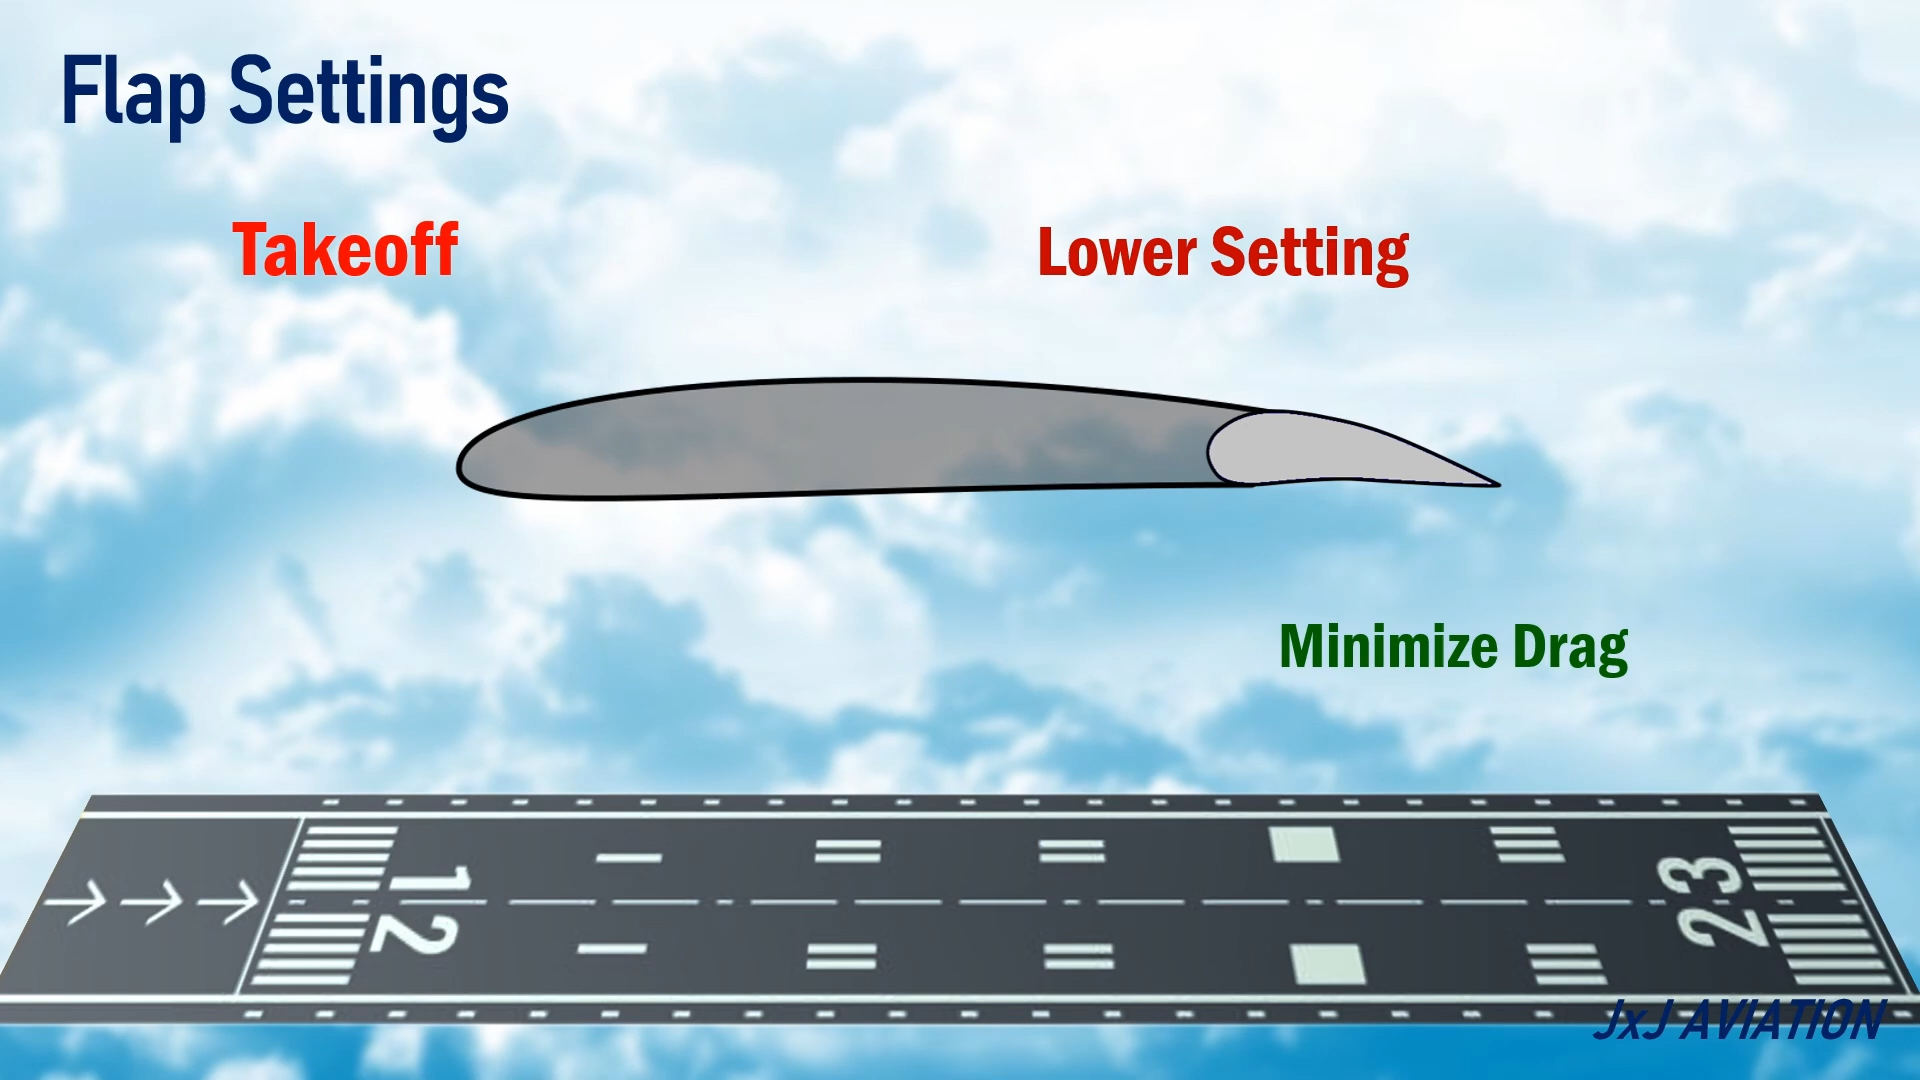 Flap Settings
Takeoff
Lower Setting
Minimize Drag
12
23
JxJ AVIATION